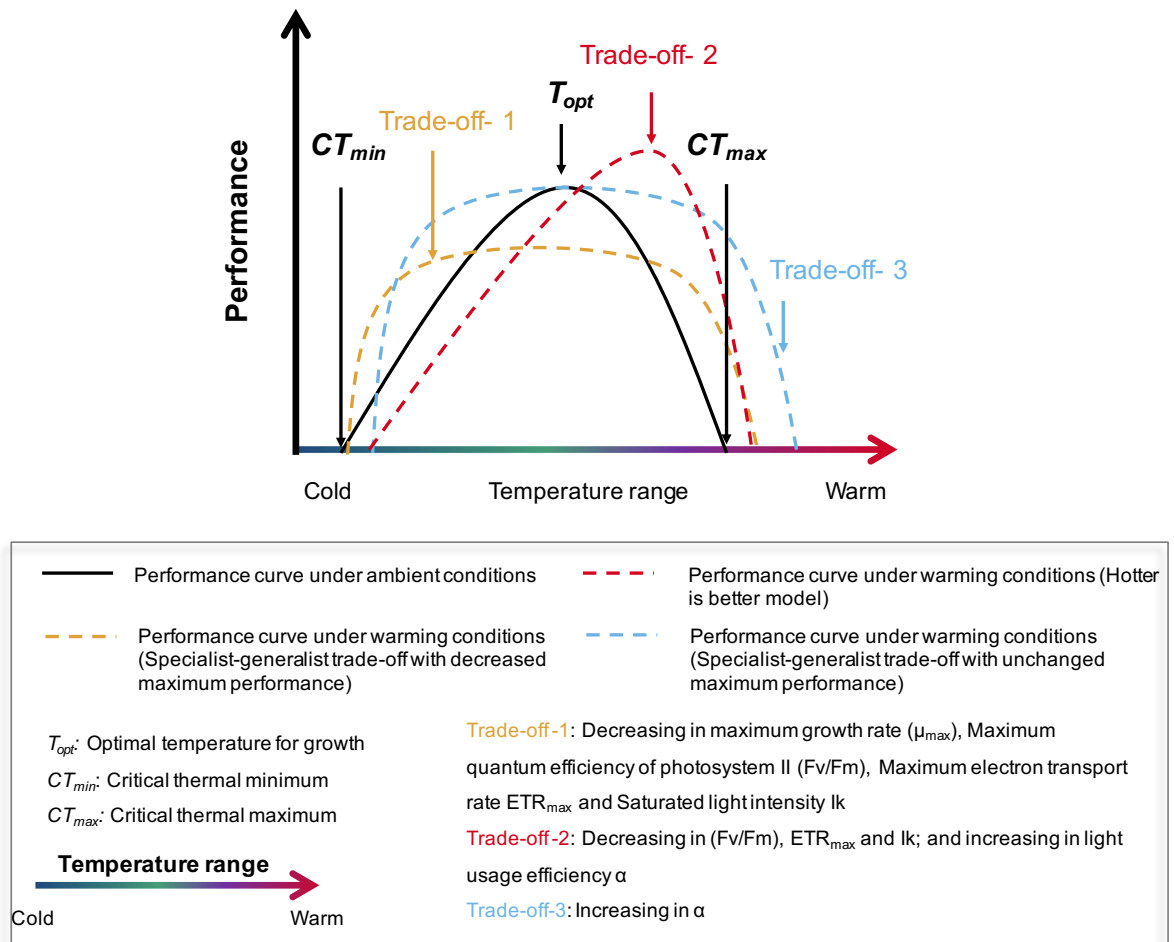 Trade-off- 2
T_opt
Trade-off- 1
CT_min
CT_max
Performance
Trade-off- 3
Cold
Temperature range
Warm
Performance curve under ambient conditions
Performance curve under warming conditions (Hotter
is better model)
Performance curve under warming conditions
(Specialist-generalist trade-off with decreased
maximum performance)
Performance curve under warming conditions
(Specialist-generalist trade-off with unchanged
maximum performance)
T_opt: Optimal temperature for growth
CT_min: Critical thermal minimum
CT_max: Critical thermal maximum
Temperature range
Cold
Warm
Trade-off-1: Decreasing in maximum growth rate (μ_max), Maximum
quantum efficiency of photosystem II (Fv/Fm), Maximum electron transport
rate ETR_max and Saturated light intensity Ik
Trade-off-2: Decreasing in (Fv/Fm), ETR_max and Ik; and increasing in light
usage efficiency α
Trade-off-3: Increasing in α